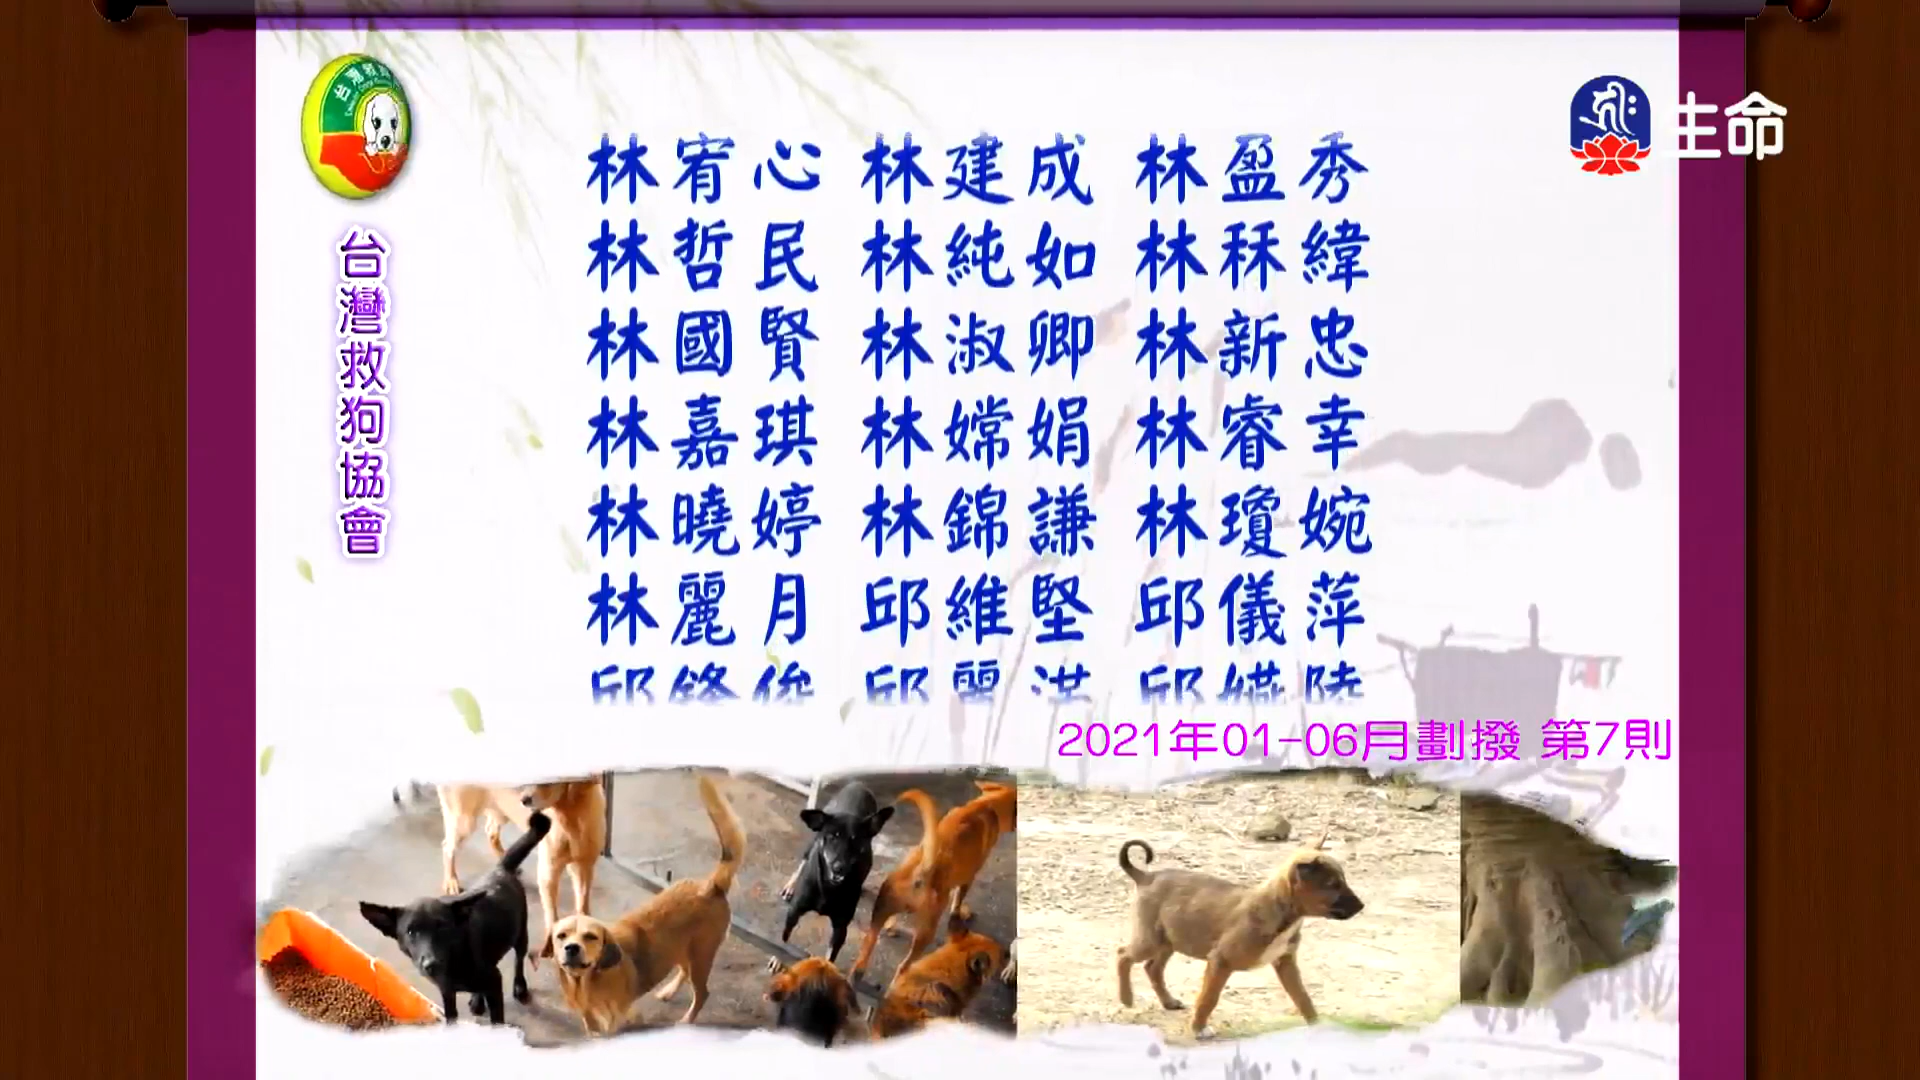 生命
台灣救狗協會
林宥心 林建成 林盈秀
林哲民 林純如 林秝緯
林國賢 林淑卿 林新忠
林嘉琪 林嫦娟 林睿幸
林曉婷 林錦謙 林瓊婉
林麗月 邱維堅 邱儀萍
2021年01-06月劃撥 第7則